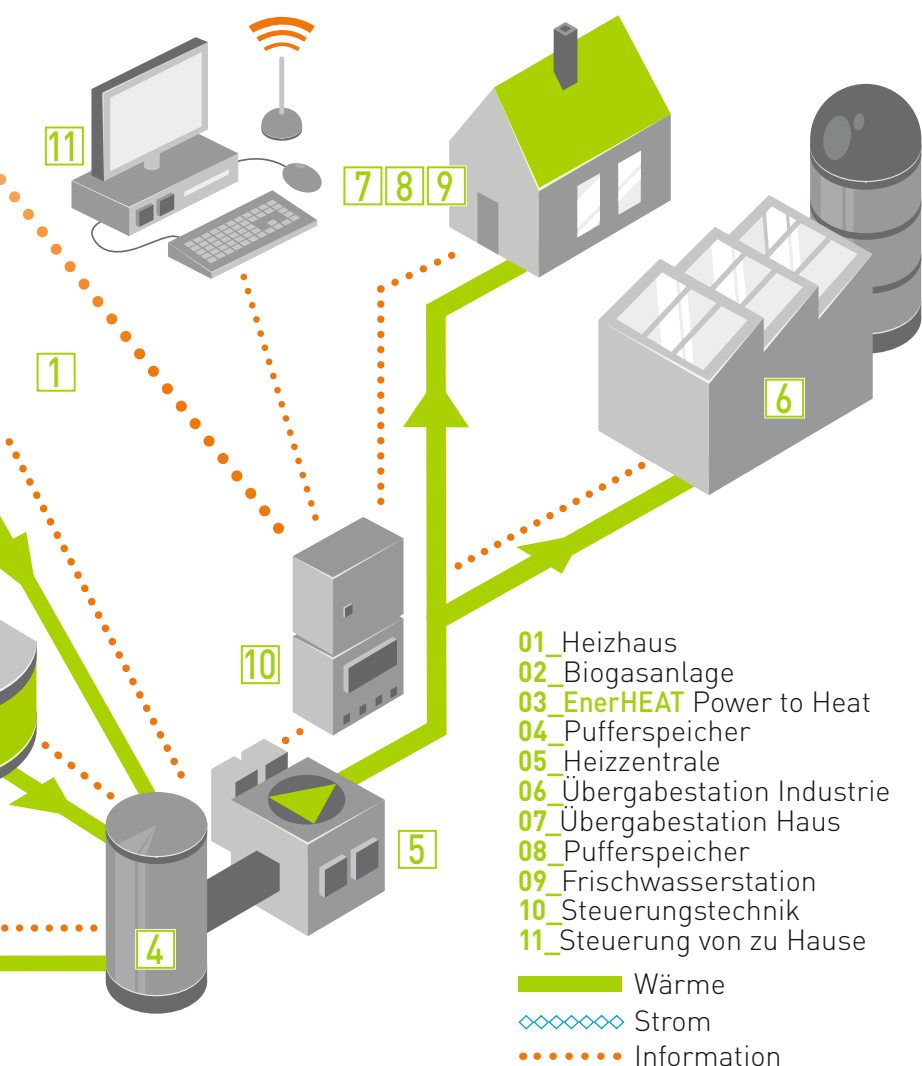 11
7 8 9
1
6
10
5
4
01_Heizhaus
02_Biogasanlage
03_EnerHEAT Power to Heat
04_Pufferspeicher
05_Heizzentrale
06_Übergabestation Industrie
07_Übergabestation Haus
08_Pufferspeicher
09_Frischwasserstation
10_Steuerungstechnik
11_Steuerung von zu Hause
Wärme
Strom
Information